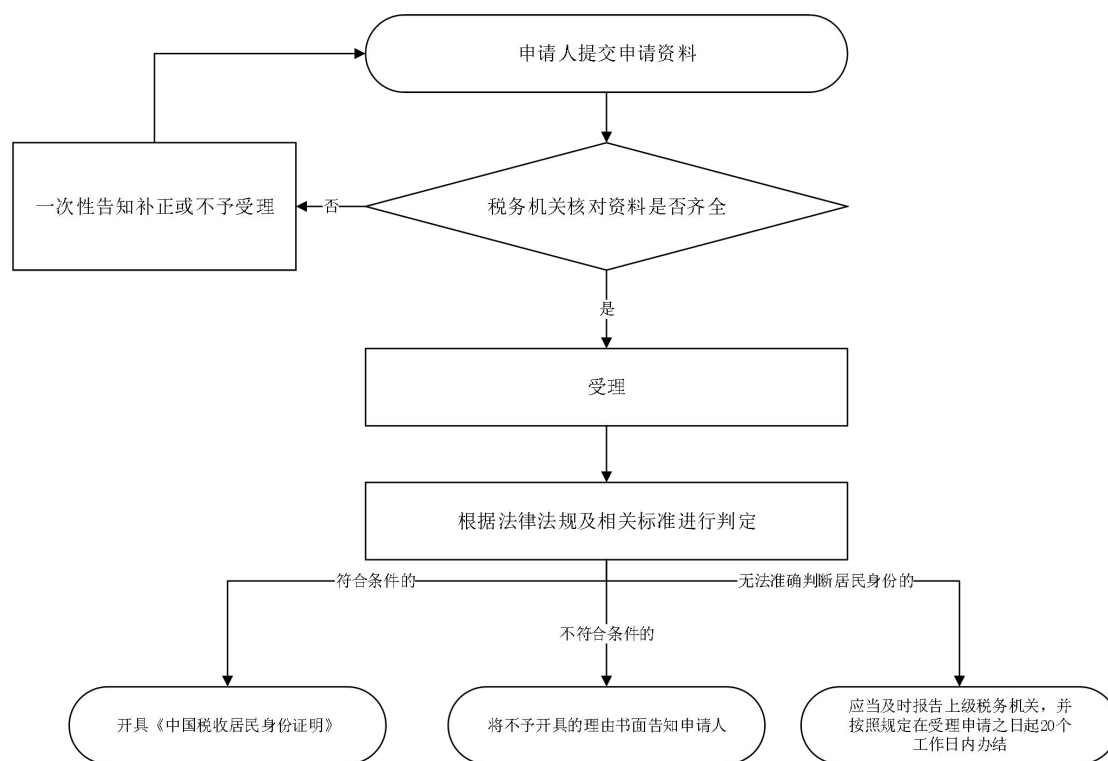 申请人提交申请资料
一次性告知补正或不予受理
否
税务机关核对资料是否齐全
是
受理
根据法律法规及相关标准进行判定
符合条件的
无法准确判断居民身份的
不符合条件的
开具《中国税收居民身份证明》
将不予开具的理由书面告知申请人
应当及时报告上级税务机关，并
按照规定在受理申请之日起20个
工作日内办结